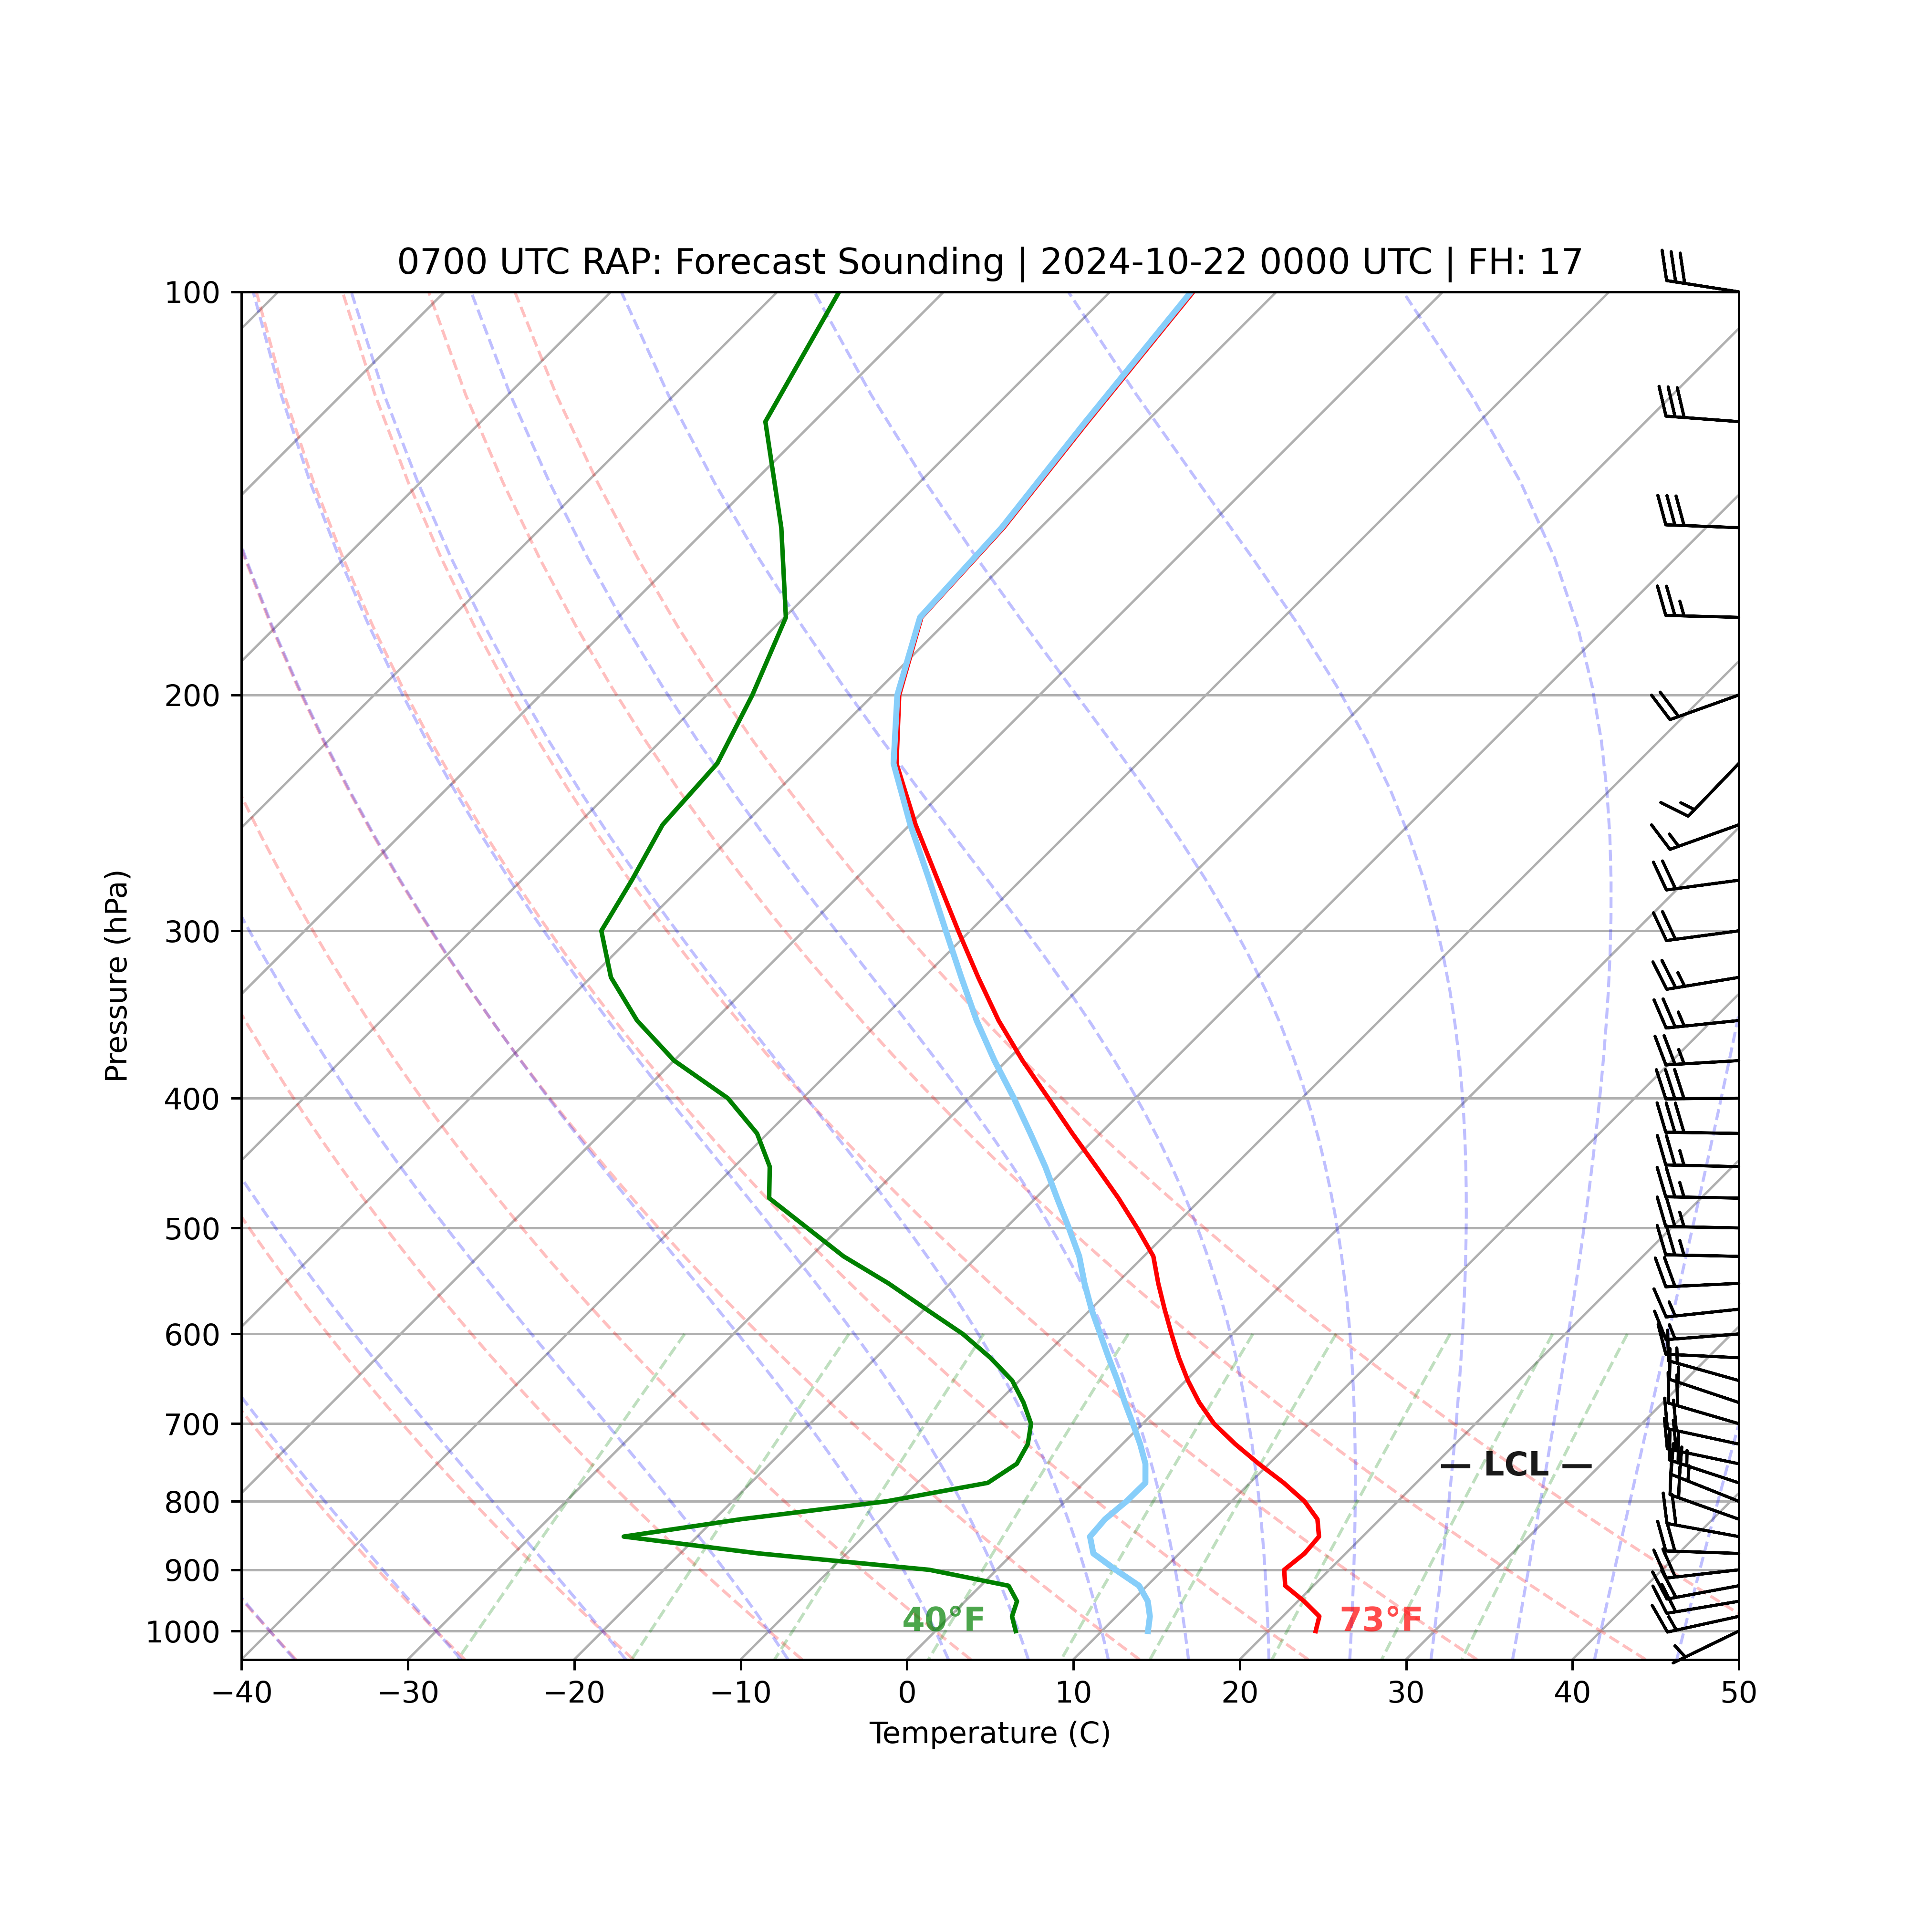 0700 UTC RAP: Forecast Sounding | 2024-10-22 0000 UTC | FH: 17
100
200
300
400
500
600
700
800
900
1000
Pressure (hPa)
— LCL —
40°F
73°F
−40 −30 −20 −10 0 10 20 30 40 50
Temperature (C)